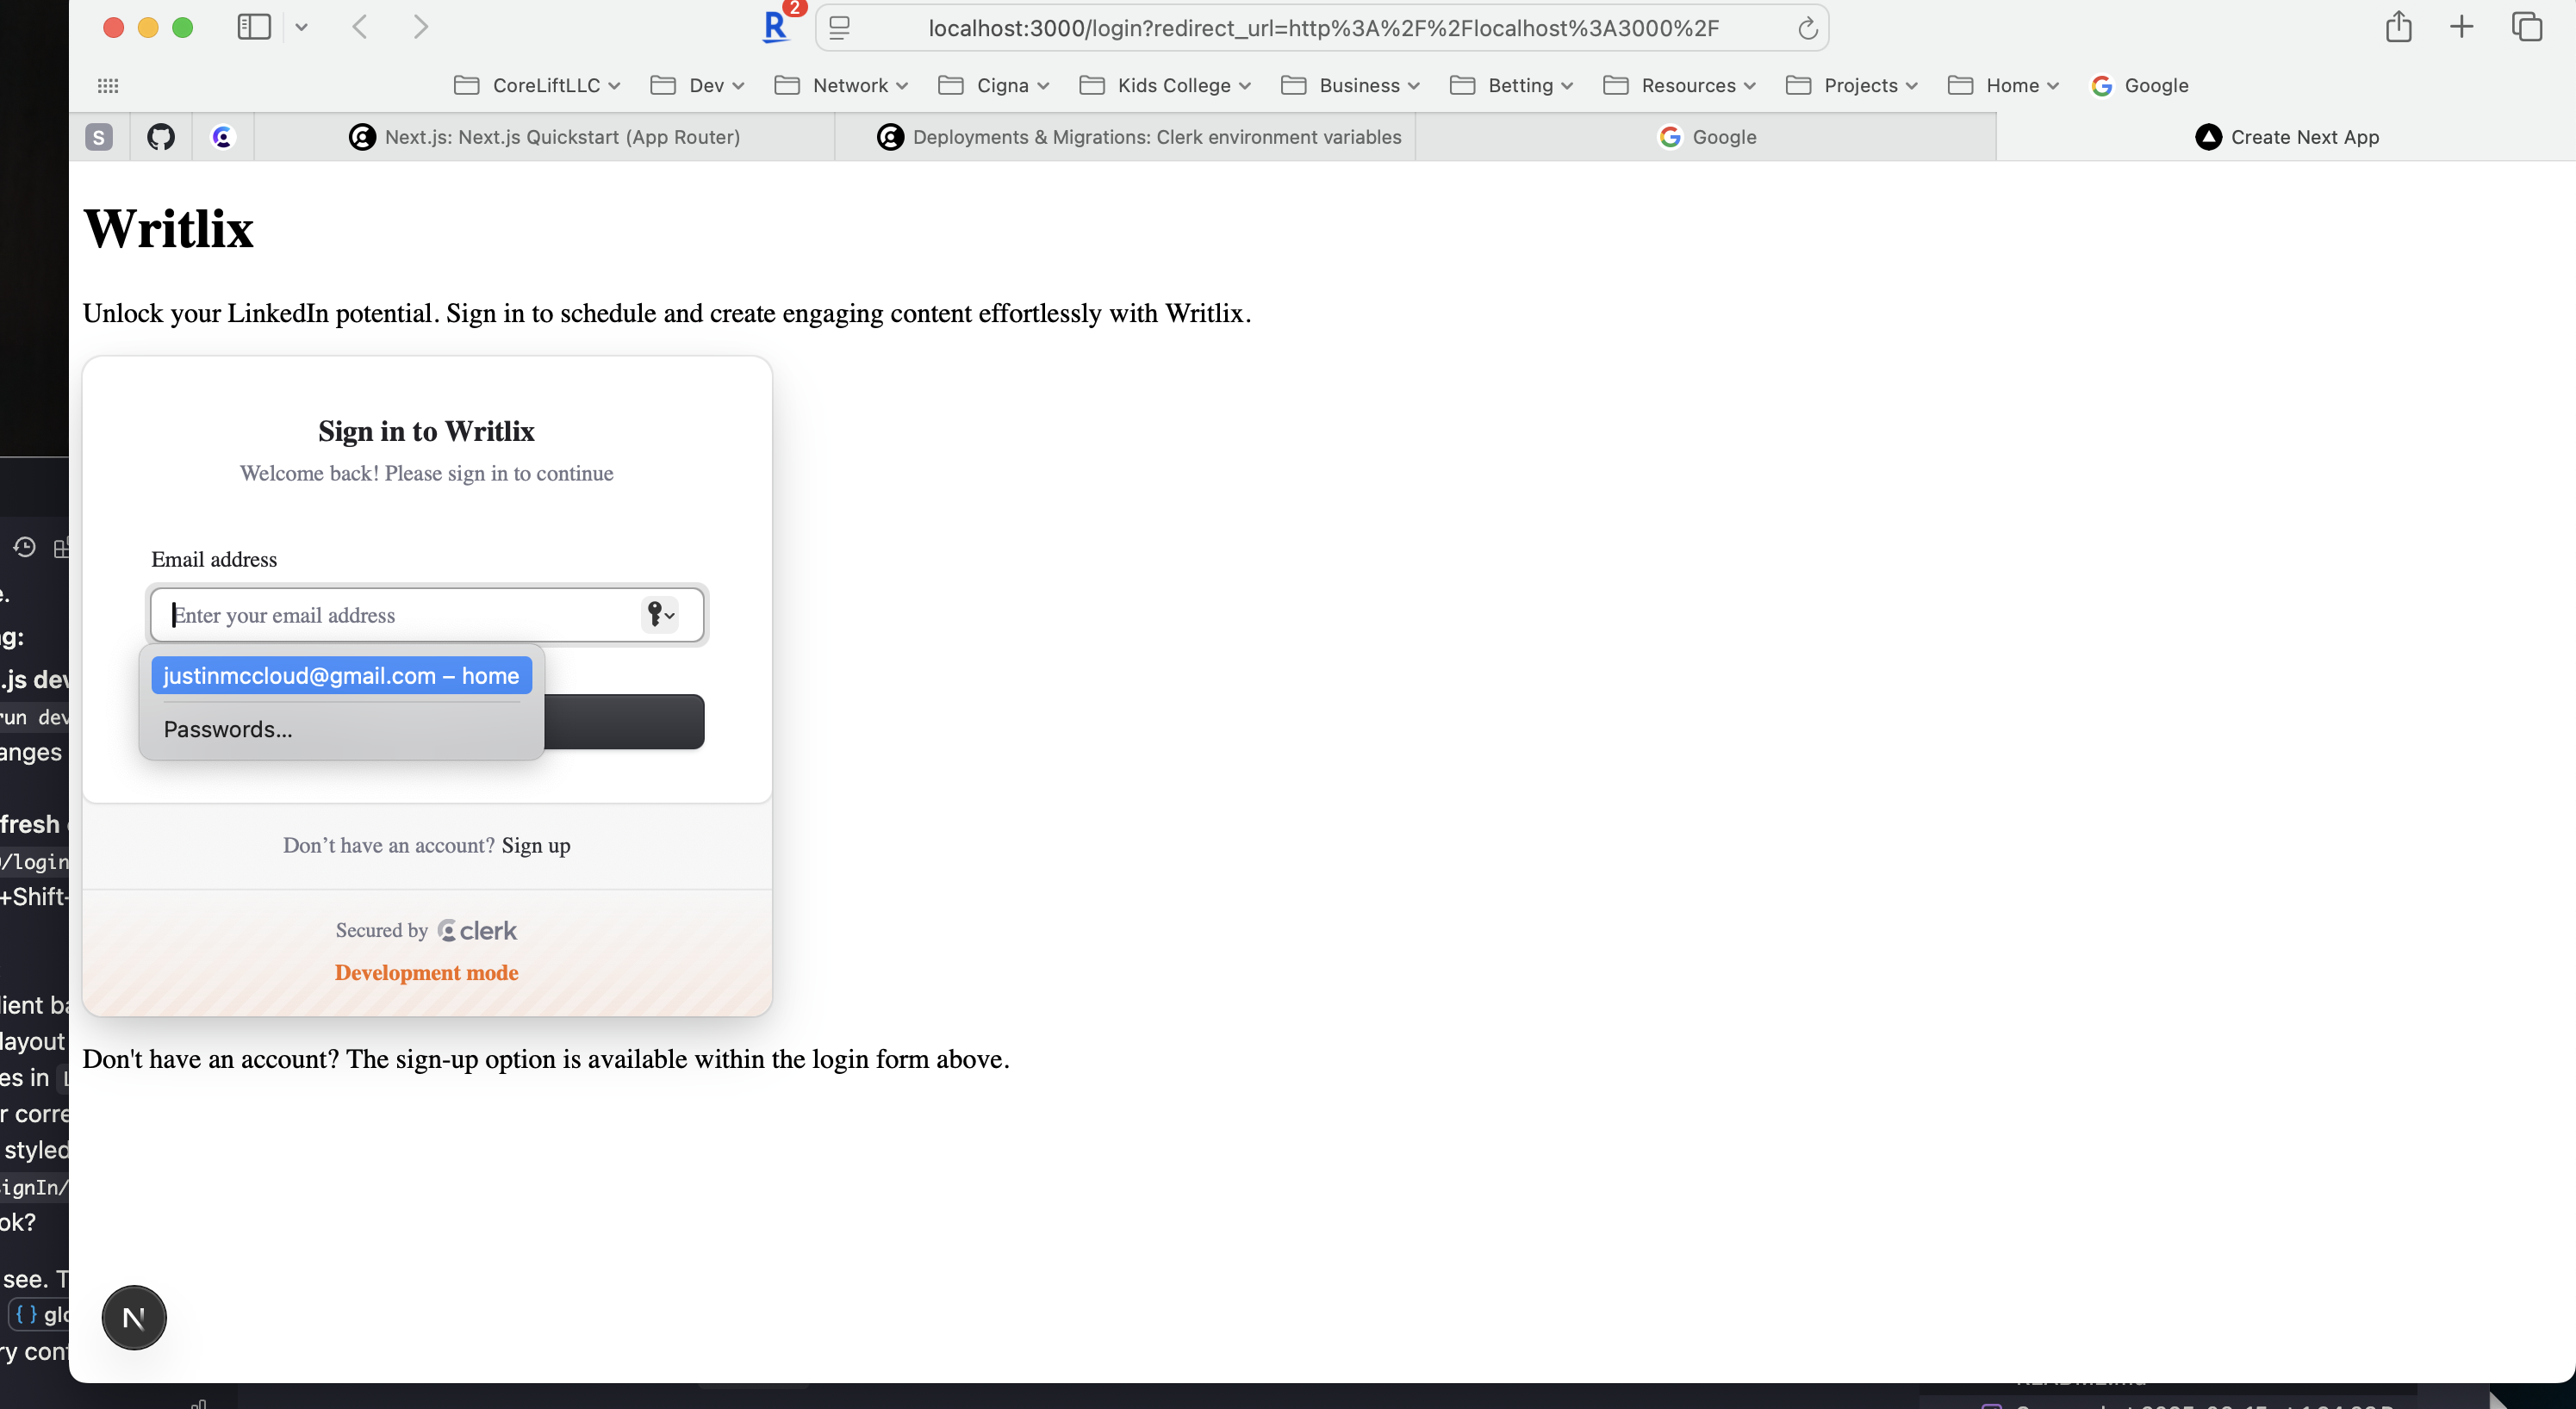 R 2
localhost:3000/login?redirect_url=http%3A%2F%2Flocalhost%3A3000%2F
CoreLiftLLC Dev Network Cigna Kids College Business Betting Resources Projects Home Google
S Next.js: Next.js Quickstart (App Router) Deployments & Migrations: Clerk environment variables Google Create Next App
Writlix
Unlock your LinkedIn potential. Sign in to schedule and create engaging content effortlessly with Writlix.
Sign in to Writlix
Welcome back! Please sign in to continue
Email address
Enter your email address
justinmccloud@gmail.com – home
Passwords...
Don’t have an account? Sign up
Secured by clerk
Development mode
Don't have an account? The sign-up option is available within the login form above.
N
e.
g:
.js dev
run dev
anges
fresh
/login
+Shift-
lient ba
layout
es in
r corre
styled
ignIn/
ok?
see. T
{} glo
ry conf